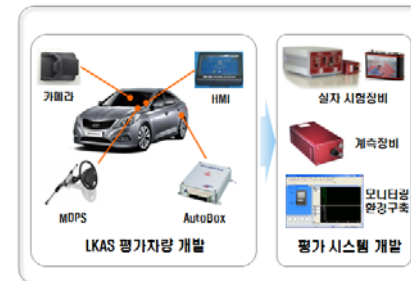 카메라
HMI
MDPS
AutoBox
LKAS 평가차량 개발
실차 시험장비
계측장비
모니터링
환경구축
평가 시스템 개발